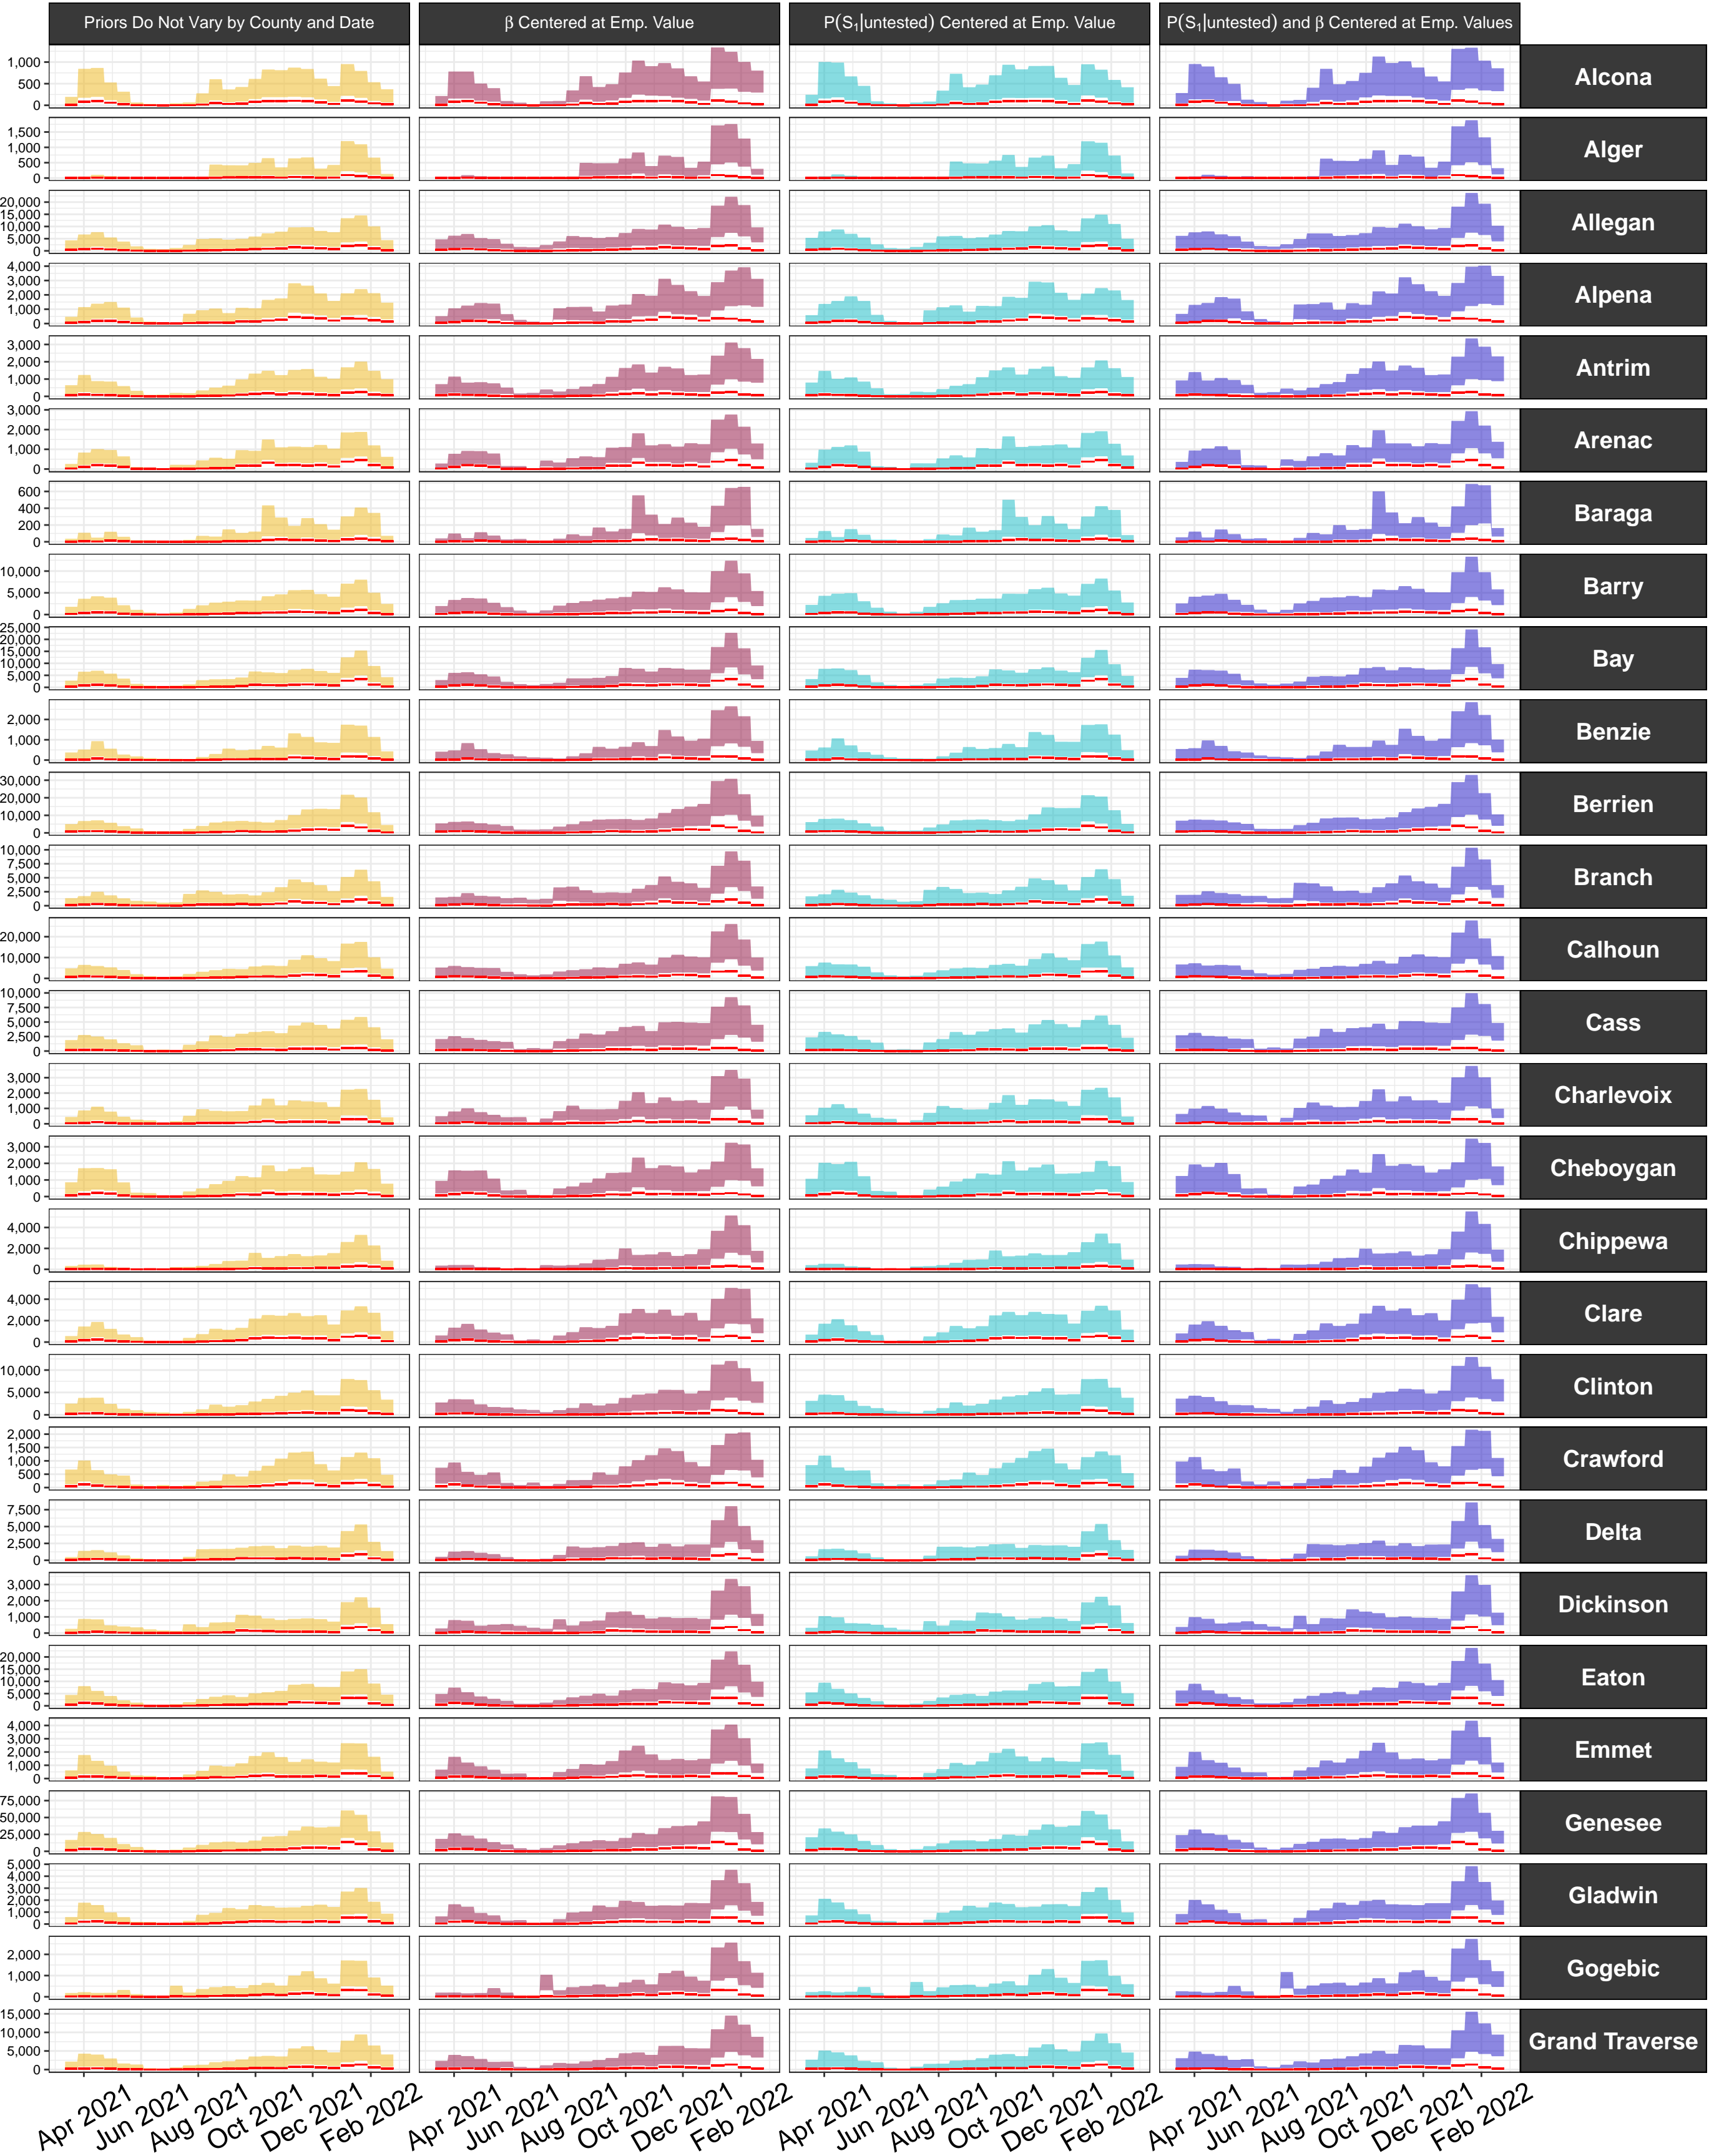 Priors Do Not Vary by County and Date
β Centered at Emp. Value
P(S₁|untested) Centered at Emp. Value
P(S₁|untested) and β Centered at Emp. Values
1,000
500
0
Alcona
1,500
1,000
500
0
Alger
20,000
15,000
10,000
5,000
0
Allegan
4,000
3,000
2,000
1,000
0
Alpena
3,000
2,000
1,000
0
Antrim
3,000
2,000
1,000
0
Arenac
600
400
200
0
Baraga
10,000
5,000
0
Barry
25,000
20,000
15,000
10,000
5,000
0
Bay
2,000
1,000
0
Benzie
30,000
20,000
10,000
0
Berrien
10,000
7,500
5,000
2,500
0
Branch
20,000
10,000
0
Calhoun
10,000
7,500
5,000
2,500
0
Cass
3,000
2,000
1,000
0
Charlevoix
3,000
2,000
1,000
0
Cheboygan
4,000
2,000
0
Chippewa
4,000
2,000
0
Clare
10,000
5,000
0
Clinton
2,000
1,500
1,000
500
0
Crawford
7,500
5,000
2,500
0
Delta
3,000
2,000
1,000
0
Dickinson
20,000
15,000
10,000
5,000
0
Eaton
4,000
3,000
2,000
1,000
0
Emmet
75,000
50,000
25,000
0
Genesee
5,000
4,000
3,000
2,000
1,000
0
Gladwin
2,000
1,000
0
Gogebic
15,000
10,000
5,000
0
Grand Traverse
Apr 2021
Jun 2021
Aug 2021
Oct 2021
Dec 2021
Feb 2022
Apr 2021
Jun 2021
Aug 2021
Oct 2021
Dec 2021
Feb 2022
Apr 2021
Jun 2021
Aug 2021
Oct 2021
Dec 2021
Feb 2022
Apr 2021
Jun 2021
Aug 2021
Oct 2021
Dec 2021
Feb 2022